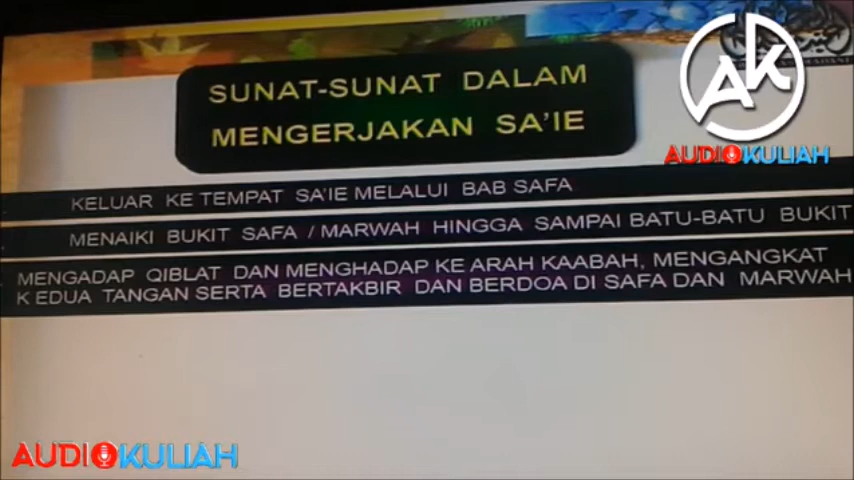 SUNAT-SUNAT DALAM
MENGERJAKAN SA'IE
AK
AUDIOKULIAH
KELUAR KE TEMPAT SA'IE MELALUI BAB SAFA
MENAIKI BUKIT SAFA / MARWAH HINGGA SAMPAI BATU-BATU BUKIT
MENGADAP QIBLAT DAN MENGHADAP KE ARAH KAABAH, MENGANGKAT
K EDUA TANGAN SERTA BERTAKBIR DAN BERDOA DI SAFA DAN MARWAH
AUDIOKULIAH